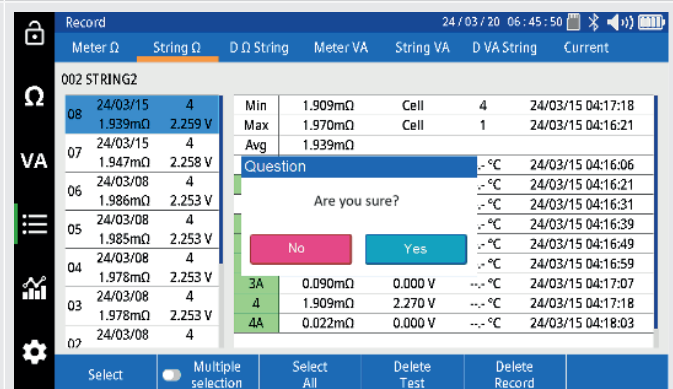 Record 24/03/20 06:45:50
Meter Ω String Ω D Ω String Meter VA String VA D VA String Current
002 STRING2
Ω
VA
08 24/03/15 4
1.939mΩ 2.259 V
07 24/03/15 4
1.947mΩ 2.258 V
06 24/03/08 4
1.986mΩ 2.253 V
05 24/03/08 4
1.985mΩ 2.253 V
04 24/03/08 4
1.978mΩ 2.253 V
03 24/03/08 4
1.978mΩ 2.253 V
02 24/03/08 4
Min 1.909mΩ Cell 4 24/03/15 04:17:18
Max 1.970mΩ Cell 1 24/03/15 04:16:21
Avg 1.939mΩ
.- °C 24/03/15 04:16:06
.- °C 24/03/15 04:16:21
.- °C 24/03/15 04:16:31
.- °C 24/03/15 04:16:39
.- °C 24/03/15 04:16:49
.- °C 24/03/15 04:16:59
3A 0.090mΩ 0.000 V --.- °C 24/03/15 04:17:07
4 1.909mΩ 2.270 V --.- °C 24/03/15 04:17:18
4A 0.022mΩ 0.000 V --.- °C 24/03/15 04:18:03
Question
Are you sure?
No Yes
Select Multiple selection Select All Delete Test Delete Record